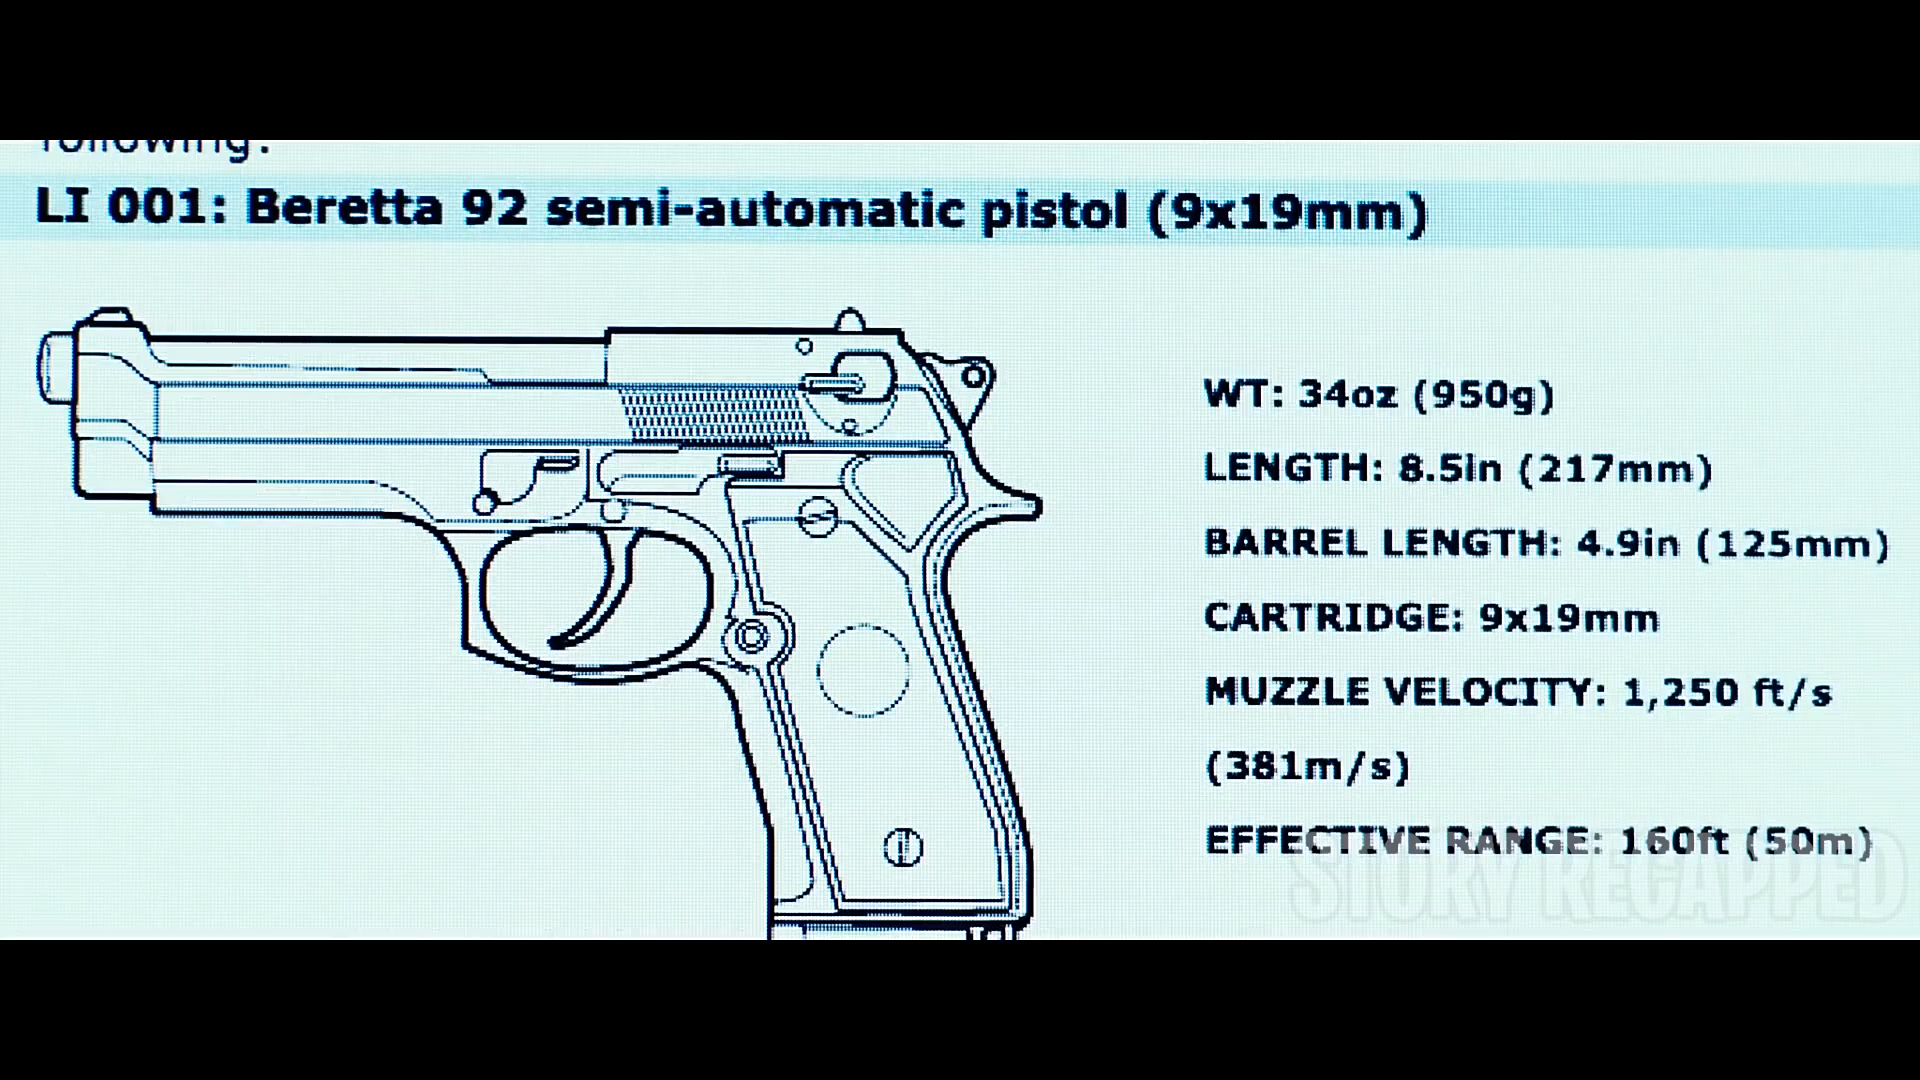 following:
LI 001: Beretta 92 semi-automatic pistol (9x19mm)
WT: 34oz (950g)
LENGTH: 8.5in (217mm)
BARREL LENGTH: 4.9in (125mm)
CARTRIDGE: 9x19mm
MUZZLE VELOCITY: 1,250 ft/s
(381m/s)
EFFECTIVE RANGE: 160ft (50m)
STORY RECAPPED